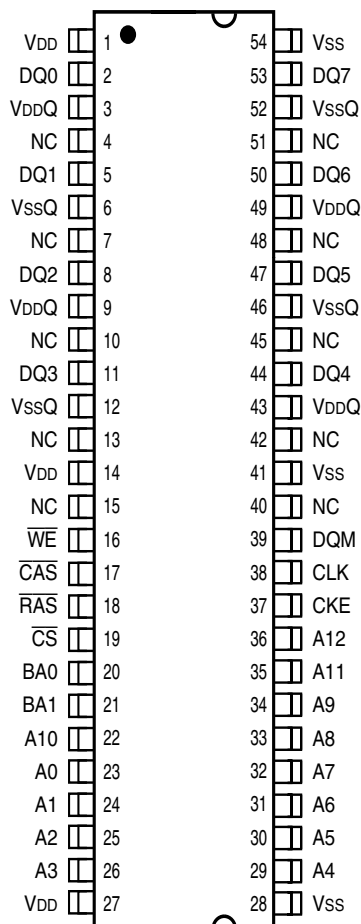 VDD 1 54 VSS
DQ0 2 53 DQ7
VDDQ 3 52 VSSQ
NC 4 51 NC
DQ1 5 50 DQ6
VSSQ 6 49 VDDQ
NC 7 48 NC
DQ2 8 47 DQ5
VDDQ 9 46 VSSQ
NC 10 45 NC
DQ3 11 44 DQ4
VSSQ 12 43 VDDQ
NC 13 42 NC
VDD 14 41 VSS
NC 15 40 NC
W̅E̅ 16 39 DQM
C̅A̅S̅ 17 38 CLK
R̅A̅S̅ 18 37 CKE
C̅S̅ 19 36 A12
BA0 20 35 A11
BA1 21 34 A9
A10 22 33 A8
A0 23 32 A7
A1 24 31 A6
A2 25 30 A5
A3 26 29 A4
VDD 27 28 VSS